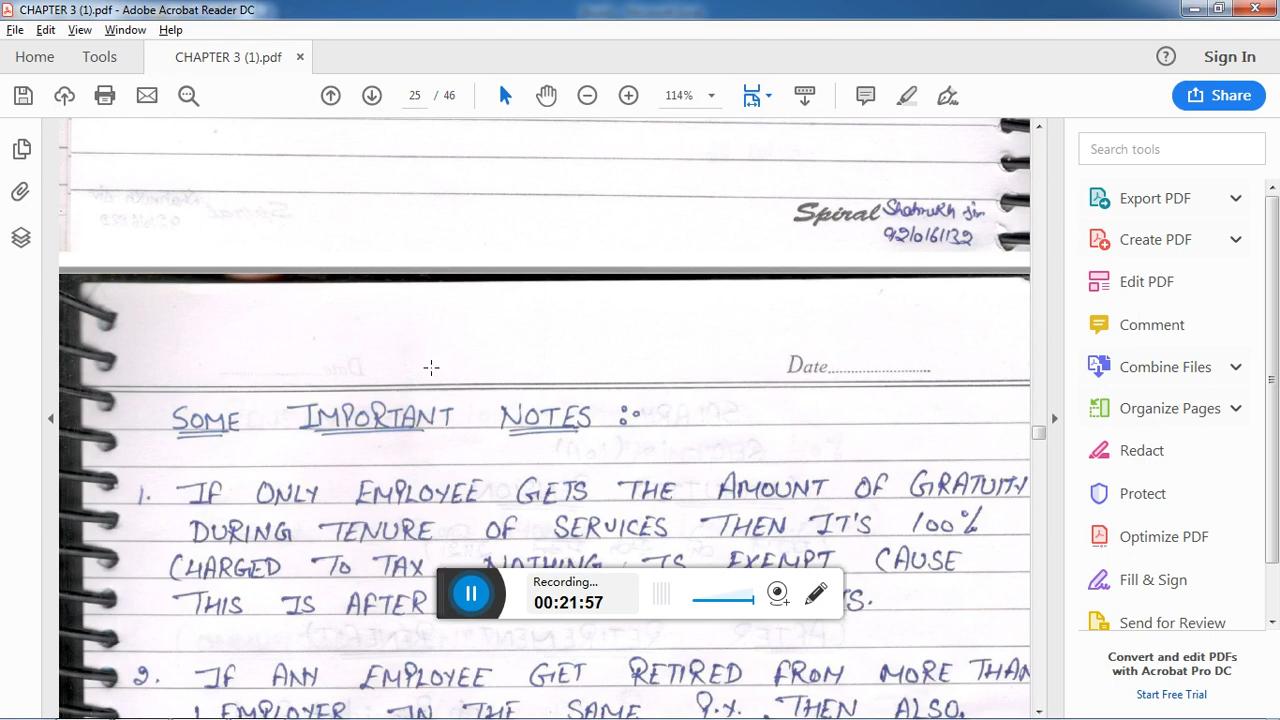 CHAPTER 3 (1).pdf - Adobe Acrobat Reader DC
File Edit View Window Help
Home Tools CHAPTER 3 (1).pdf × ? Sign In
25 / 46 114% Share
Spiral Shahrukh Sir
9210161132
Date
SOME IMPORTANT NOTES :
1. IF ONLY EMPLOYEE GETS THE AMOUNT OF GRATUITY
DURING TENURE OF SERVICES THEN IT'S 100%
CHARGED TO TAX NOTHING IS EXEMPT CAUSE
THIS IS AFTER
2. IF ANY EMPLOYEE GET RETIRED FROM MORE THAN
1 EMPLOYER IN THE SAME P.Y. THEN ALSO,
Recording...
00:21:57
Search tools
Export PDF
Create PDF
Edit PDF
Comment
Combine Files
Organize Pages
Redact
Protect
Optimize PDF
Fill & Sign
Send for Review
Convert and edit PDFs
with Acrobat Pro DC
Start Free Trial